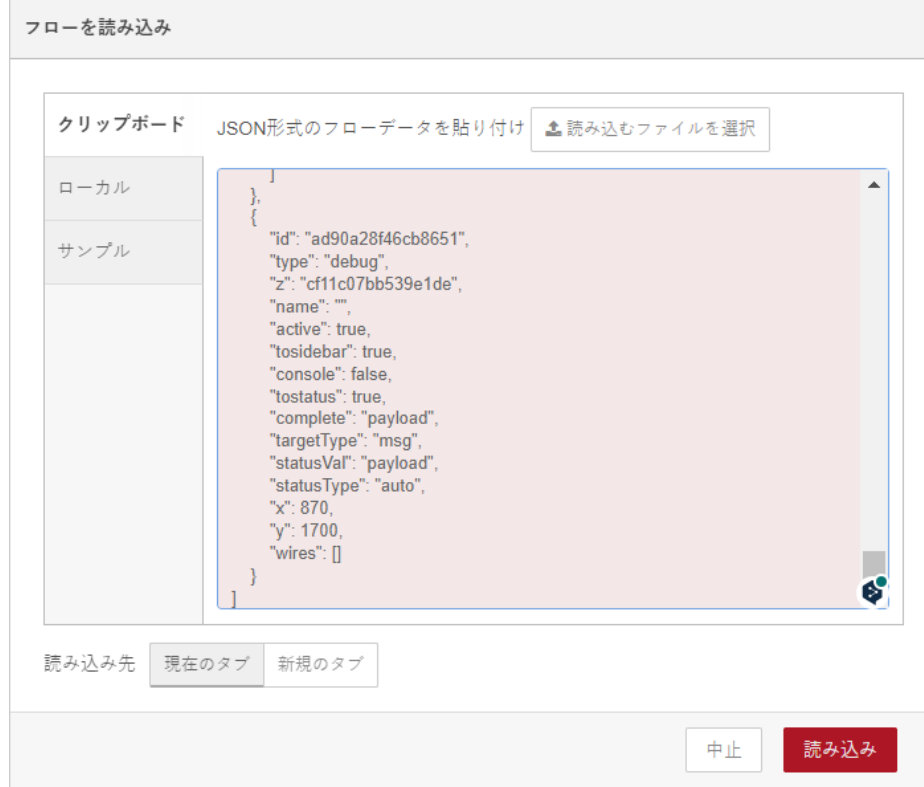 フローを読み込み
クリップボード
JSON形式のフローデータを貼り付け
読み込むファイルを選択
ローカル
サンプル
]
},
{
"id": "ad90a28f46cb8651",
"type": "debug",
"z": "cf11c07bb539e1de",
"name": "",
"active": true,
"tosidebar": true,
"console": false,
"tostatus": true,
"complete": "payload",
"targetType": "msg",
"statusVal": "payload",
"statusType": "auto",
"x": 870,
"y": 1700,
"wires": []
}
]
読み込み先
現在のタブ
新規のタブ
中止
読み込み